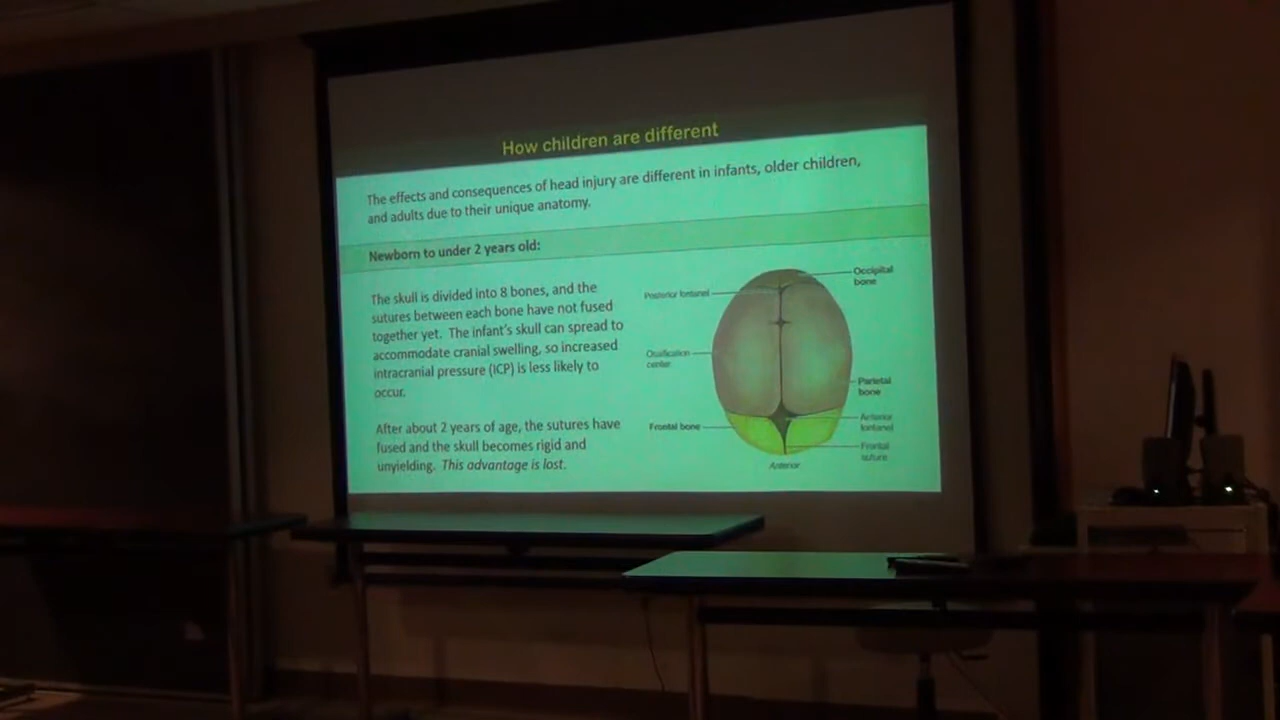 How children are different
The effects and consequences of head injury are different in infants, older children,
and adults due to their unique anatomy.
Newborn to under 2 years old:
The skull is divided into 8 bones, and the
sutures between each bone have not fused
together yet. The infant's skull can spread to
accommodate cranial swelling, so increased
intracranial pressure (ICP) is less likely to
occur.
After about 2 years of age, the sutures have
fused and the skull becomes rigid and
unyielding. This advantage is lost.
Occipital
bone
Posterior fontanel
Ossification
center
Parietal
bone
Frontal bone
Anterior
fontanel
Frontal
suture
Anterior